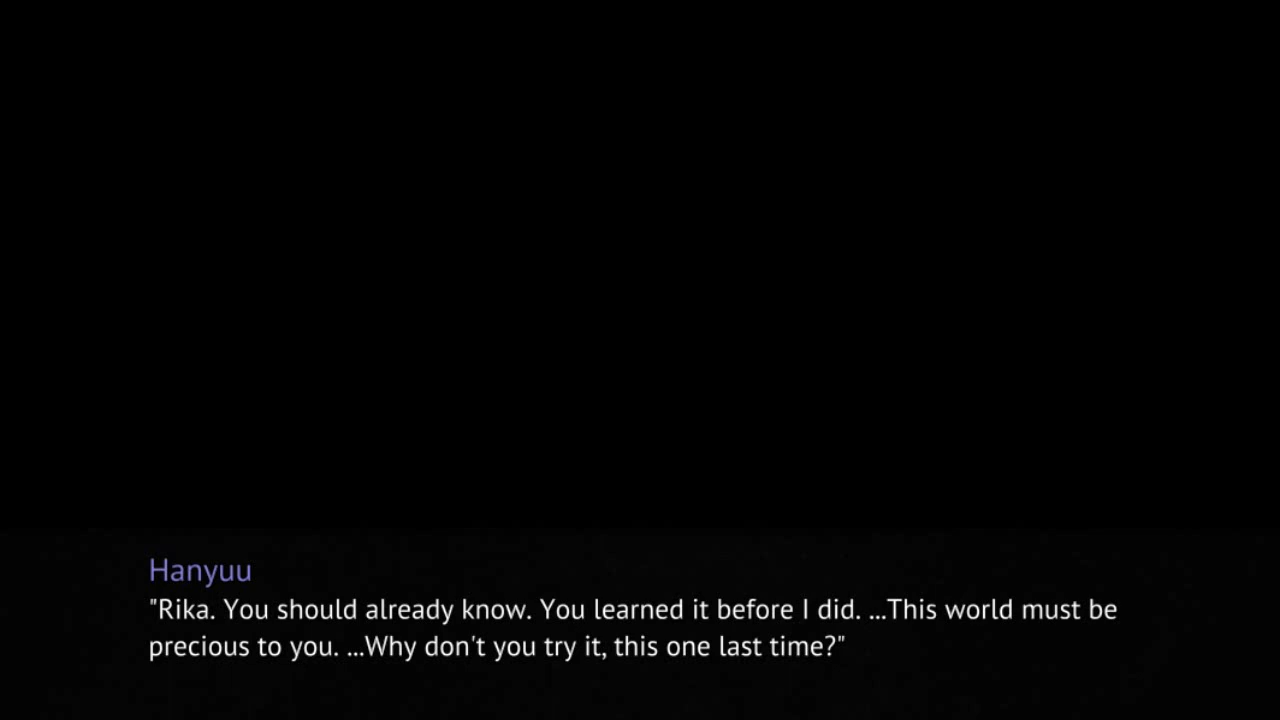 Hanyuu
"Rika. You should already know. You learned it before I did. ...This world must be
precious to you. ...Why don't you try it, this one last time?"